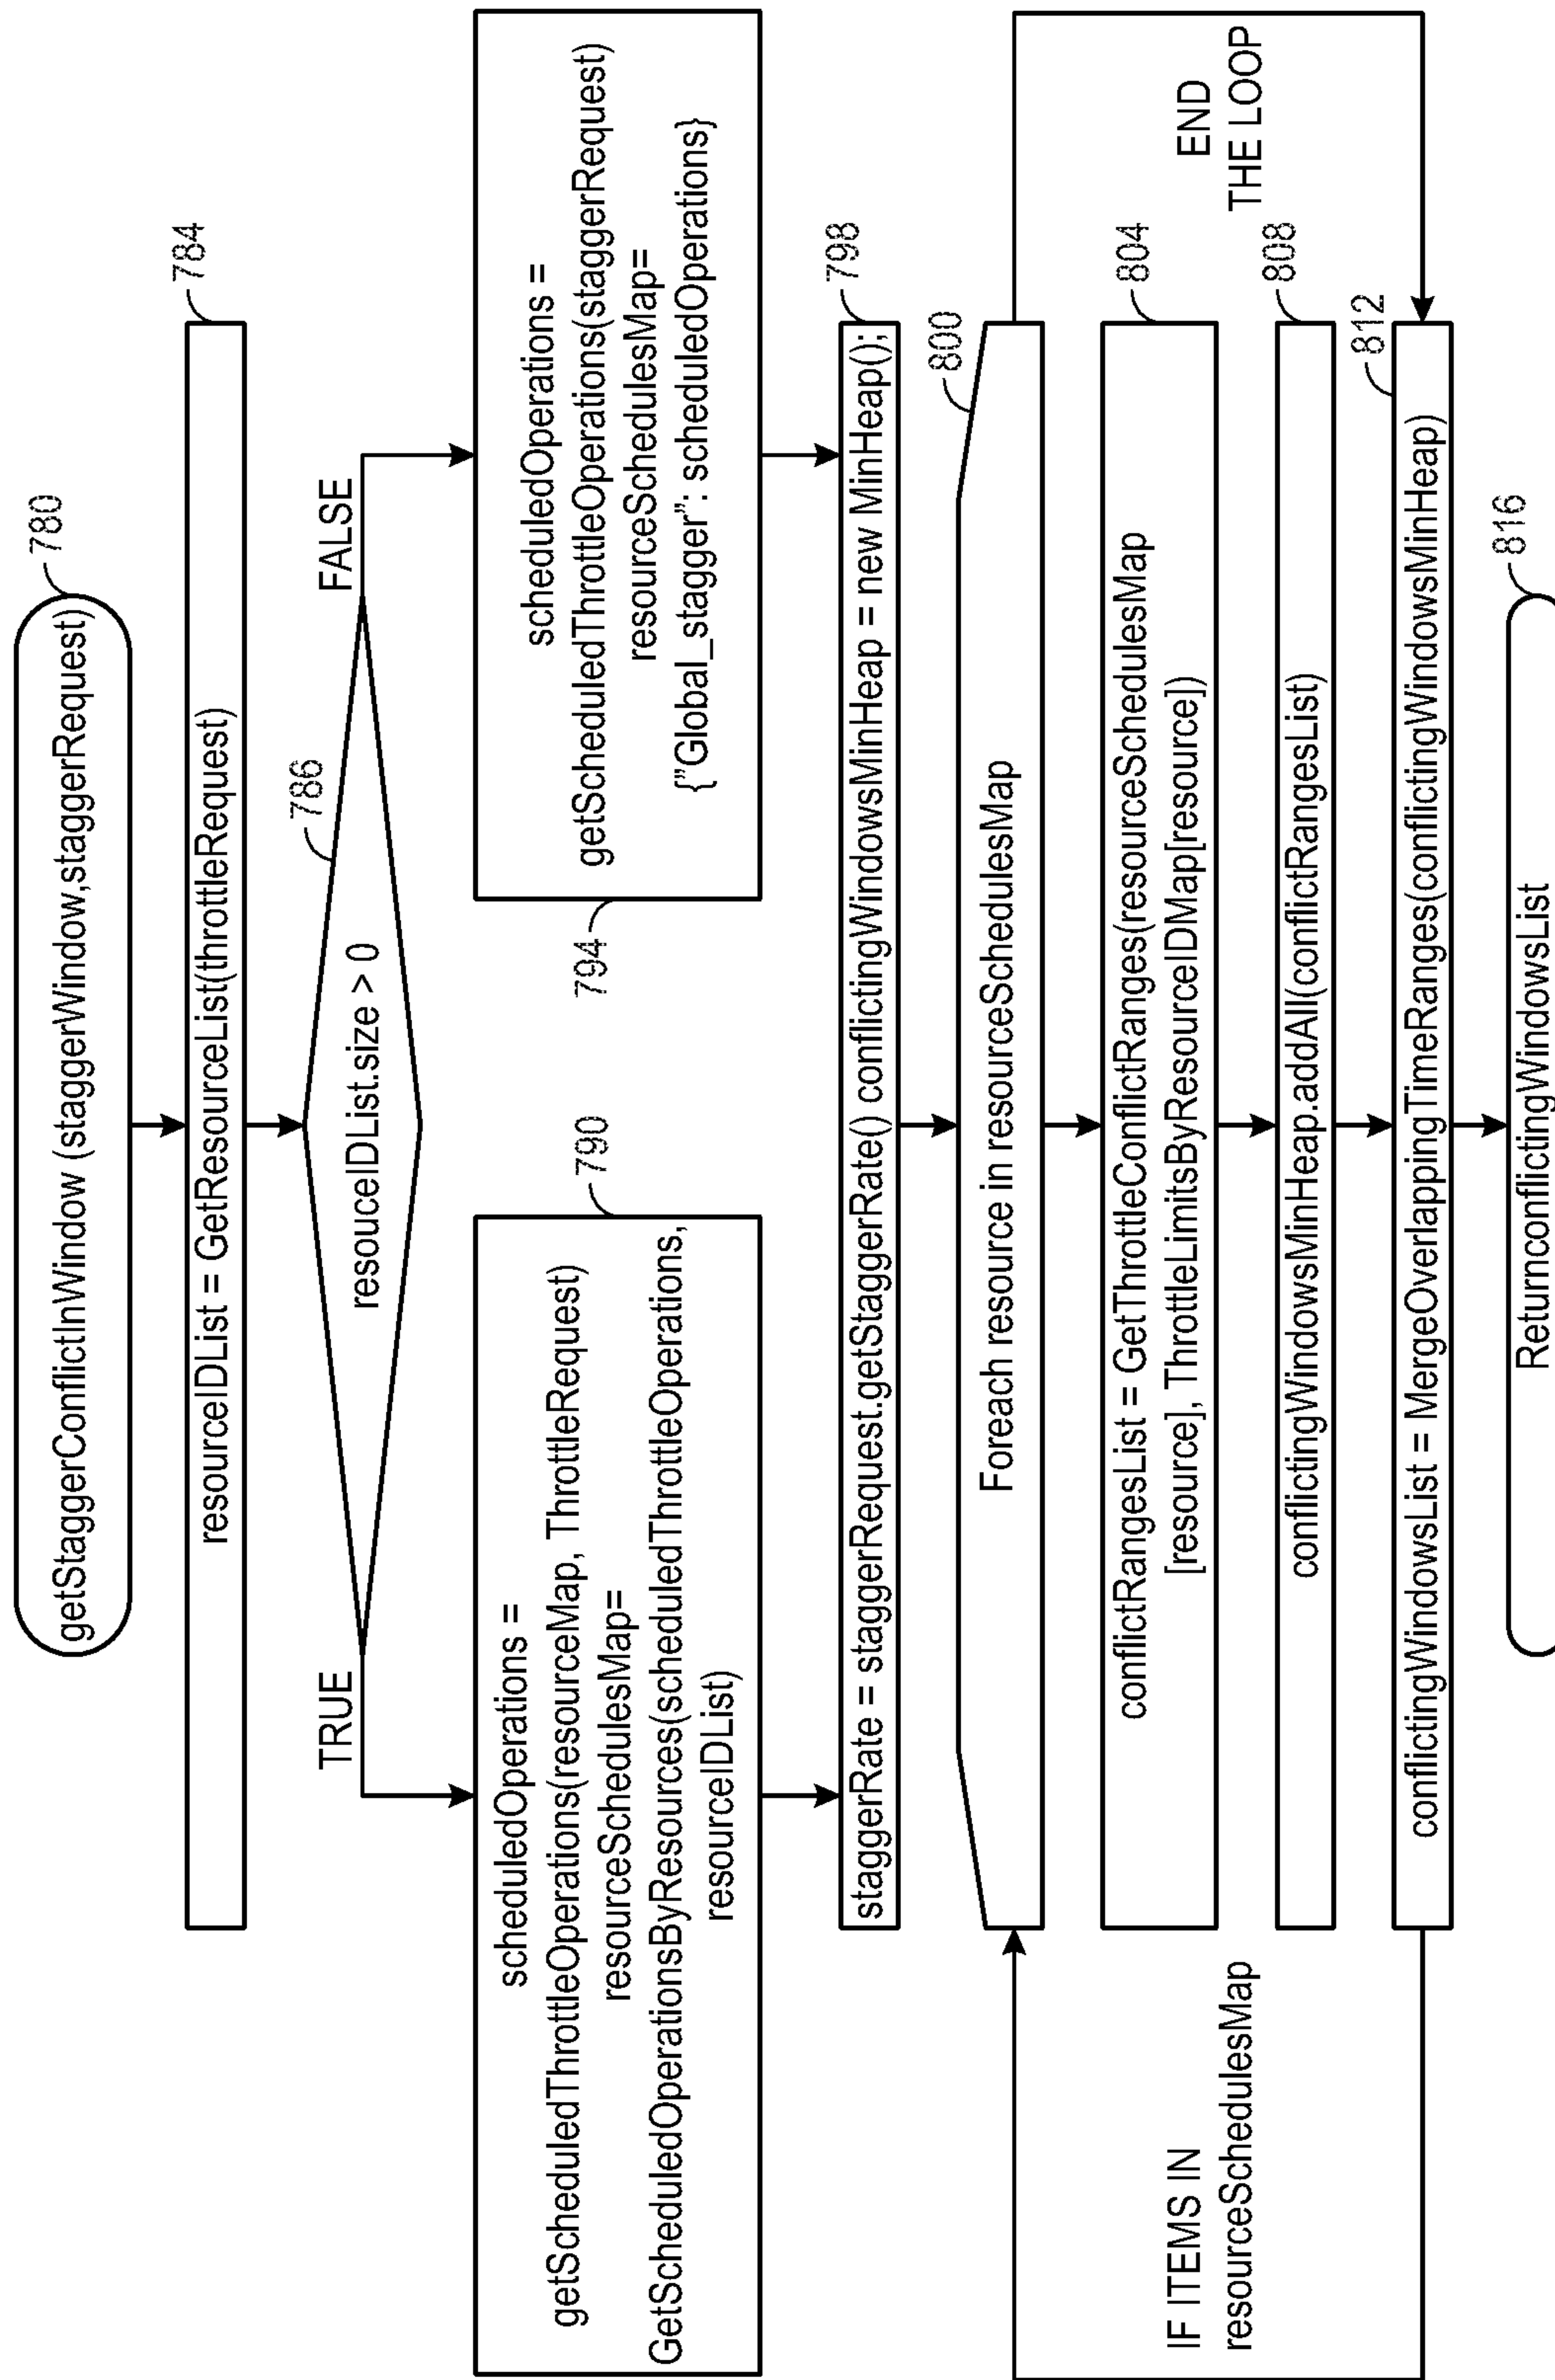 getStaggerConflictInWindow (staggerWindow,staggerRequest)
780
resourceIDList = GetResourceList(throttleRequest)
784
resouceIDList.size > 0
786
TRUE
FALSE
scheduledOperations =
getScheduledThrottleOperations(resourceMap, ThrottleRequest)
resourceSchedulesMap=
GetScheduledOperationsByResources(scheduledThrottleOperations,
resourceIDList)
790
scheduledOperations =
getScheduledThrottleOperations(staggerRequest)
resourceSchedulesMap=
{"Global_stagger": scheduledOperations}
794
staggerRate = staggerRequest.getStaggerRate() conflictingWindowsMinHeap = new MinHeap();
798
Foreach resource in resourceSchedulesMap
800
conflictRangesList = GetThrottleConflictRanges(resourceSchedulesMap
[resource], ThrottleLimitsByResourceIDMap[resource])
804
conflictingWindowsMinHeap.addAll(conflictRangesList)
808
IF ITEMS IN
resourceSchedulesMap
END
THE LOOP
conflictingWindowsList = MergeOverlappingTimeRanges(conflictingWindowsMinHeap)
812
ReturnconflictingWindowsList
816